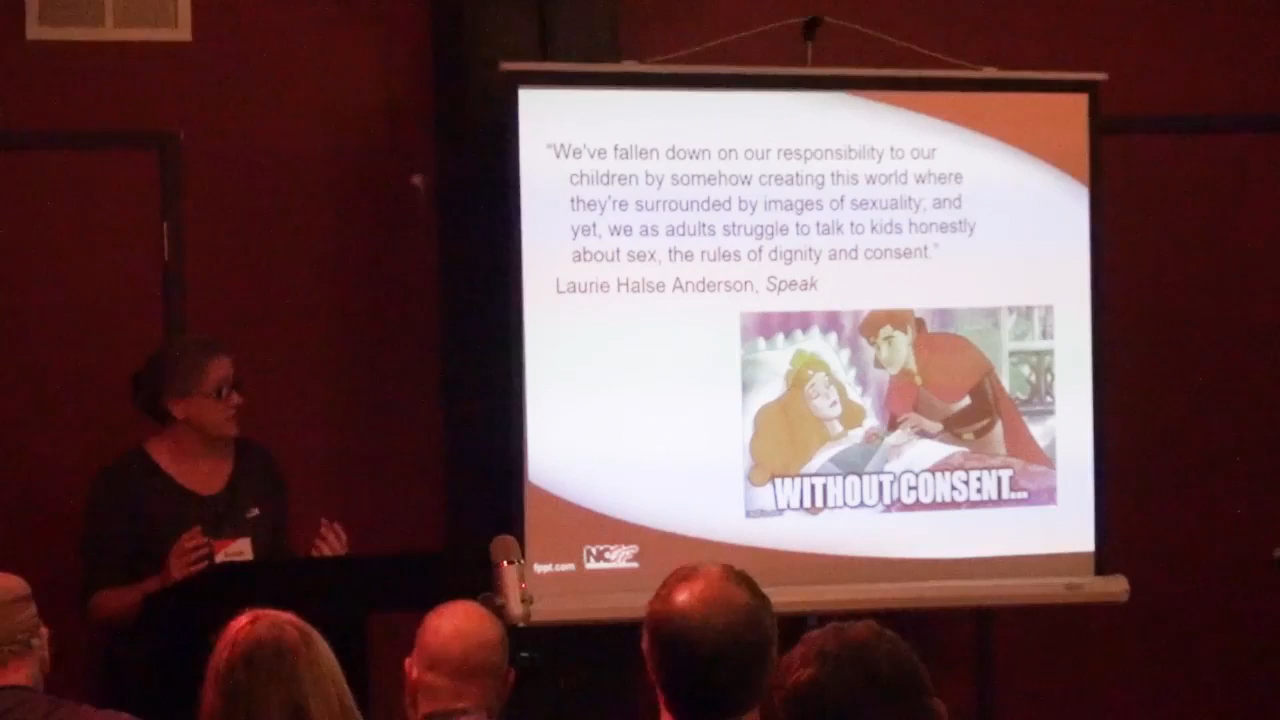 "We've fallen down on our responsibility to our
children by somehow creating this world where
they're surrounded by images of sexuality; and
yet, we as adults struggle to talk to kids honestly
about sex, the rules of dignity and consent."
Laurie Halse Anderson, Speak
WITHOUT CONSENT...
fppt.com